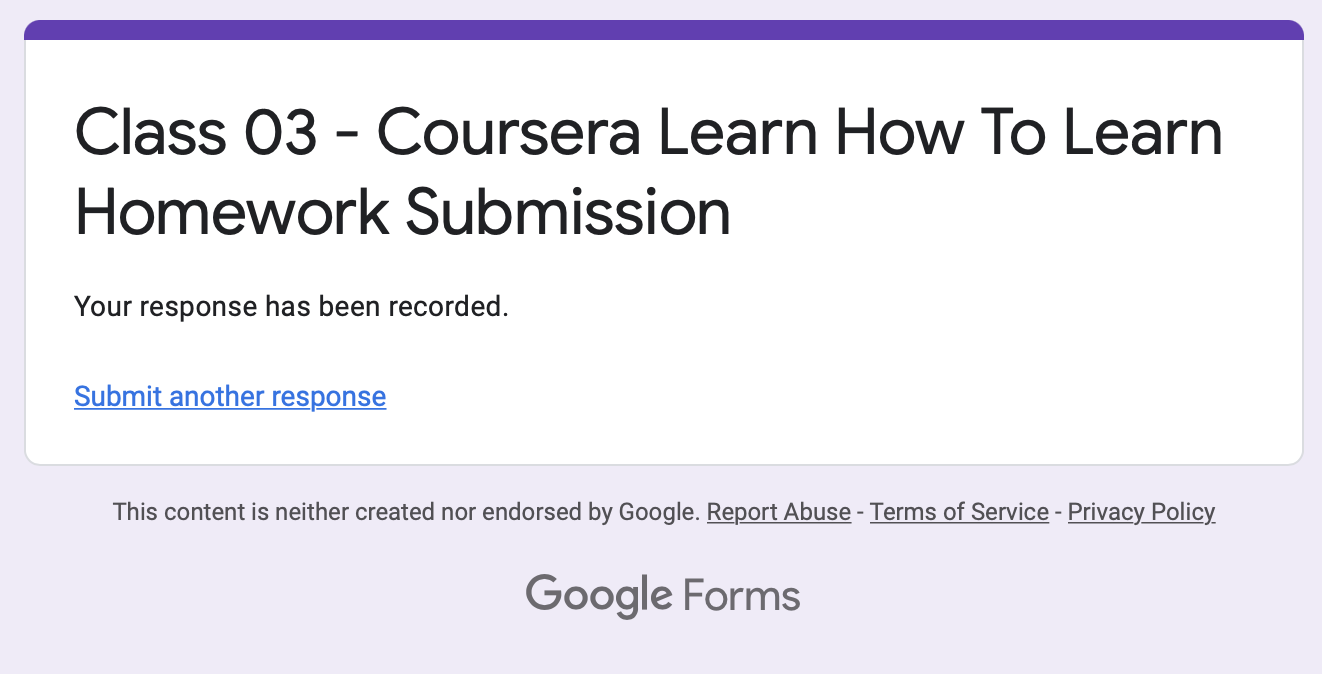 Class 03 - Coursera Learn How To Learn
Homework Submission
Your response has been recorded.
Submit another response
This content is neither created nor endorsed by Google. Report Abuse - Terms of Service - Privacy Policy
Google Forms